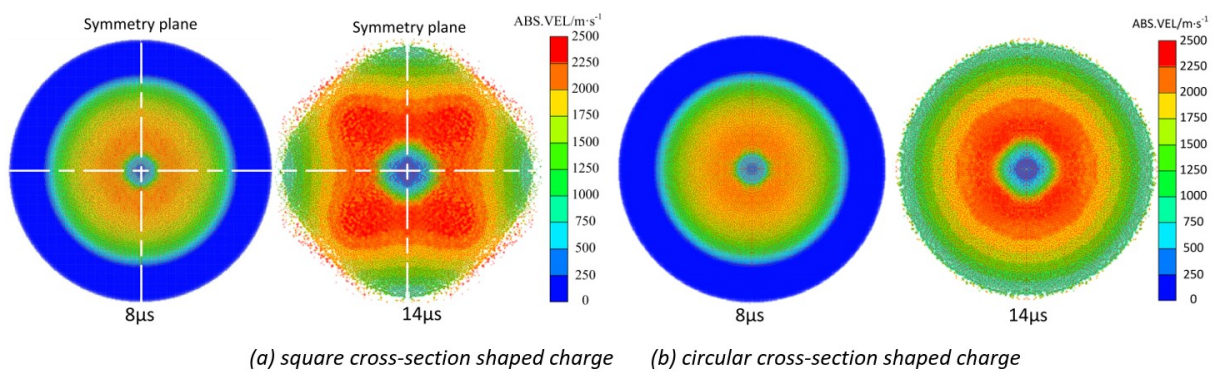 Symmetry plane
Symmetry plane
ABS.VEL/m·s⁻¹
2500
2250
2000
1750
1500
1250
1000
750
500
250
0
8μs
14μs
ABS.VEL/m·s⁻¹
2500
2250
2000
1750
1500
1250
1000
750
500
250
0
8μs
14μs
(a) square cross-section shaped charge
(b) circular cross-section shaped charge